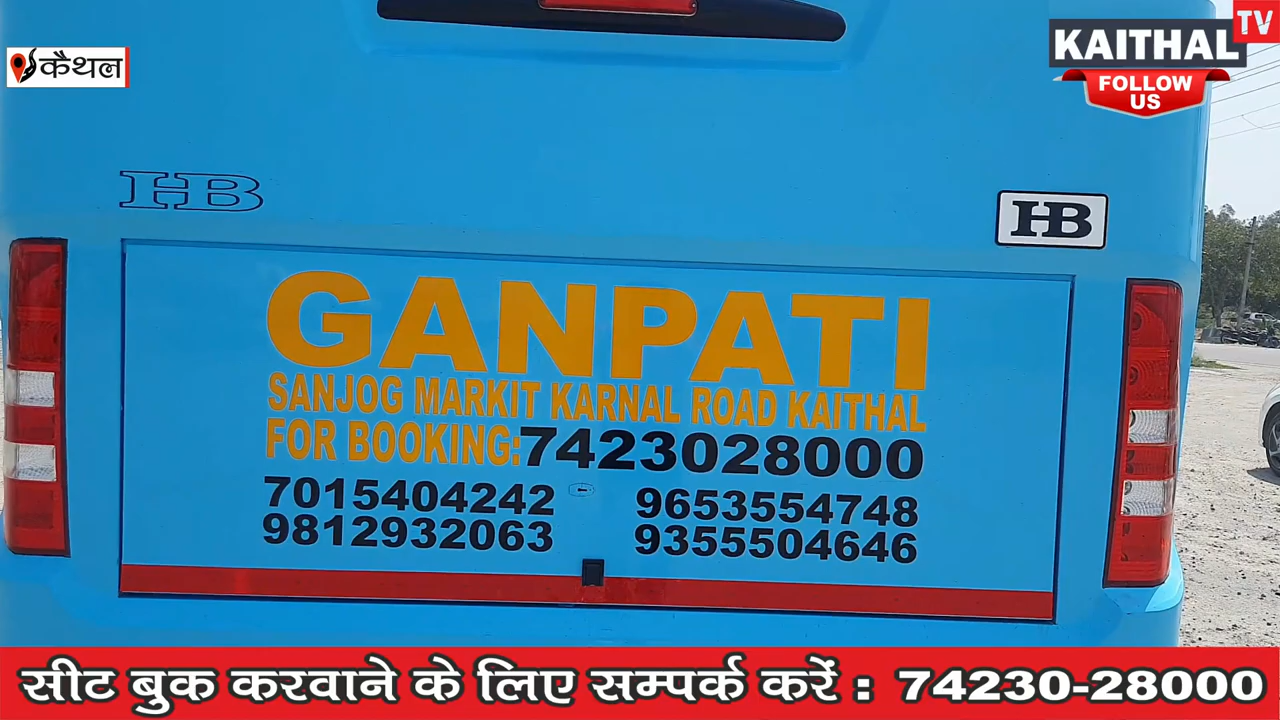 कैथल
KAITHAL TV
FOLLOW
US
HB
HB
GANPATI
SANJOG MARKIT KARNAL ROAD KAITHAL
FOR BOOKING:7423028000
7015404242 9653554748
9812932063 9355504646
सीट बुक करवाने के लिए सम्पर्क करें : 74230-28000